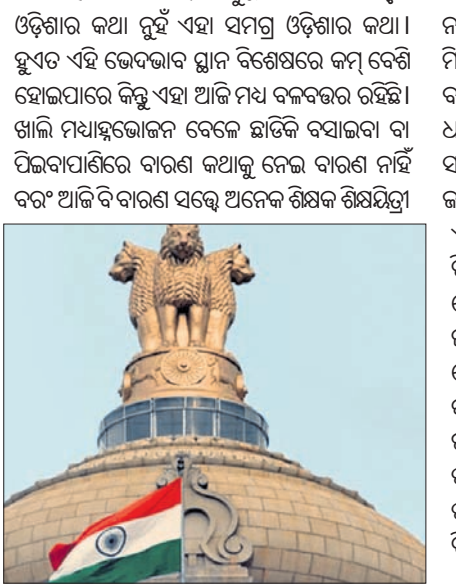 ଓଡ଼ିଶାର କଥା ନୁହଁ ଏହା ସମଗ୍ର ଓଡ଼ିଶାର କଥା।
ହୁଏତ ଏହି ଭେଦଭାବ ସ୍ଥାନ ବିଶେଷରେ କମ୍ ବେଶି
ହୋଇପାରେ କିନ୍ତୁ ଏହା ଆଜି ମଧ୍ୟ ବଳବତ୍ତର ରହିଛି।
ଖାଲି ମଧ୍ୟାହ୍ନଭୋଜନ ବେଳେ ଛାଡିକି ବସାଇବା ବା
ପିଇବାପାଣିରେ ବାରଣ କଥାକୁ ନେଇ ବାରଣ ନାହିଁ
ବରଂ ଆଜି ବି ବାରଣ ସତ୍ତ୍ୱେ ଅନେକ ଶିକ୍ଷକ ଶିକ୍ଷୟିତ୍ରୀ